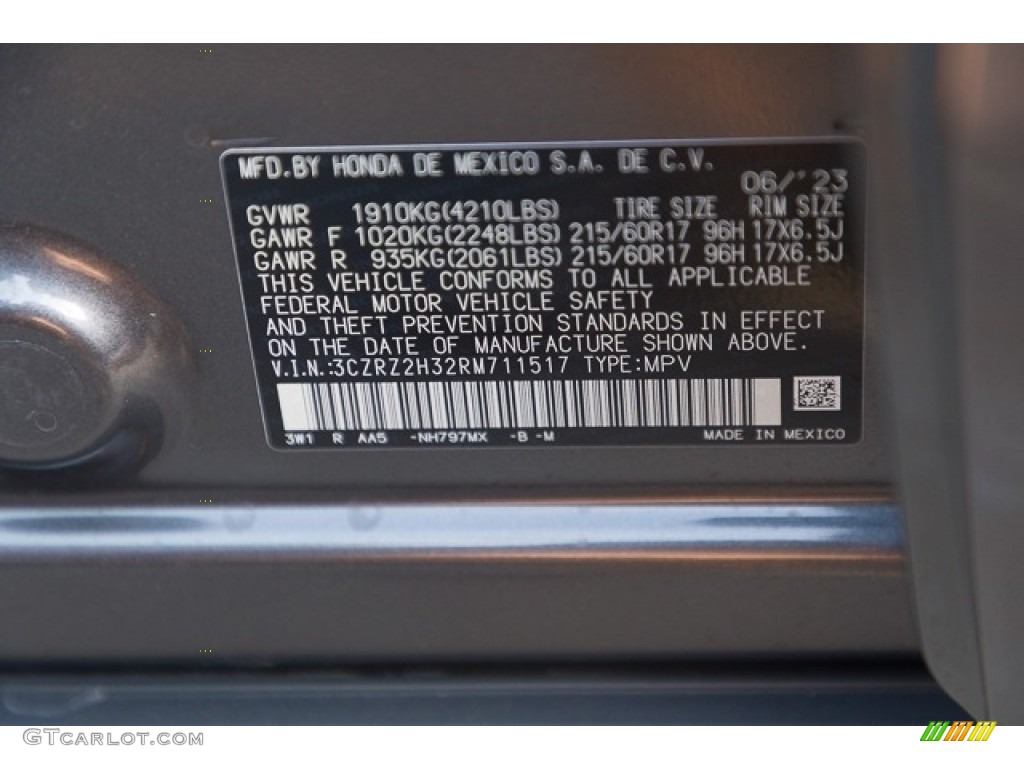 MFD.BY HONDA DE MEXICO S.A. DE C.V.
06/'23
GVWR 1910KG(4210LBS) TIRE SIZE RIM SIZE
GAWR F 1020KG(2248LBS) 215/60R17 96H 17X6.5J
GAWR R 935KG(2061LBS) 215/60R17 96H 17X6.5J
THIS VEHICLE CONFORMS TO ALL APPLICABLE
FEDERAL MOTOR VEHICLE SAFETY
AND THEFT PREVENTION STANDARDS IN EFFECT
ON THE DATE OF MANUFACTURE SHOWN ABOVE.
V.I.N.:3CZRZ2H32RM711517 TYPE:MPV
3W1 R AA5 -NH797MX -B -M MADE IN MEXICO
GTCarlot.com